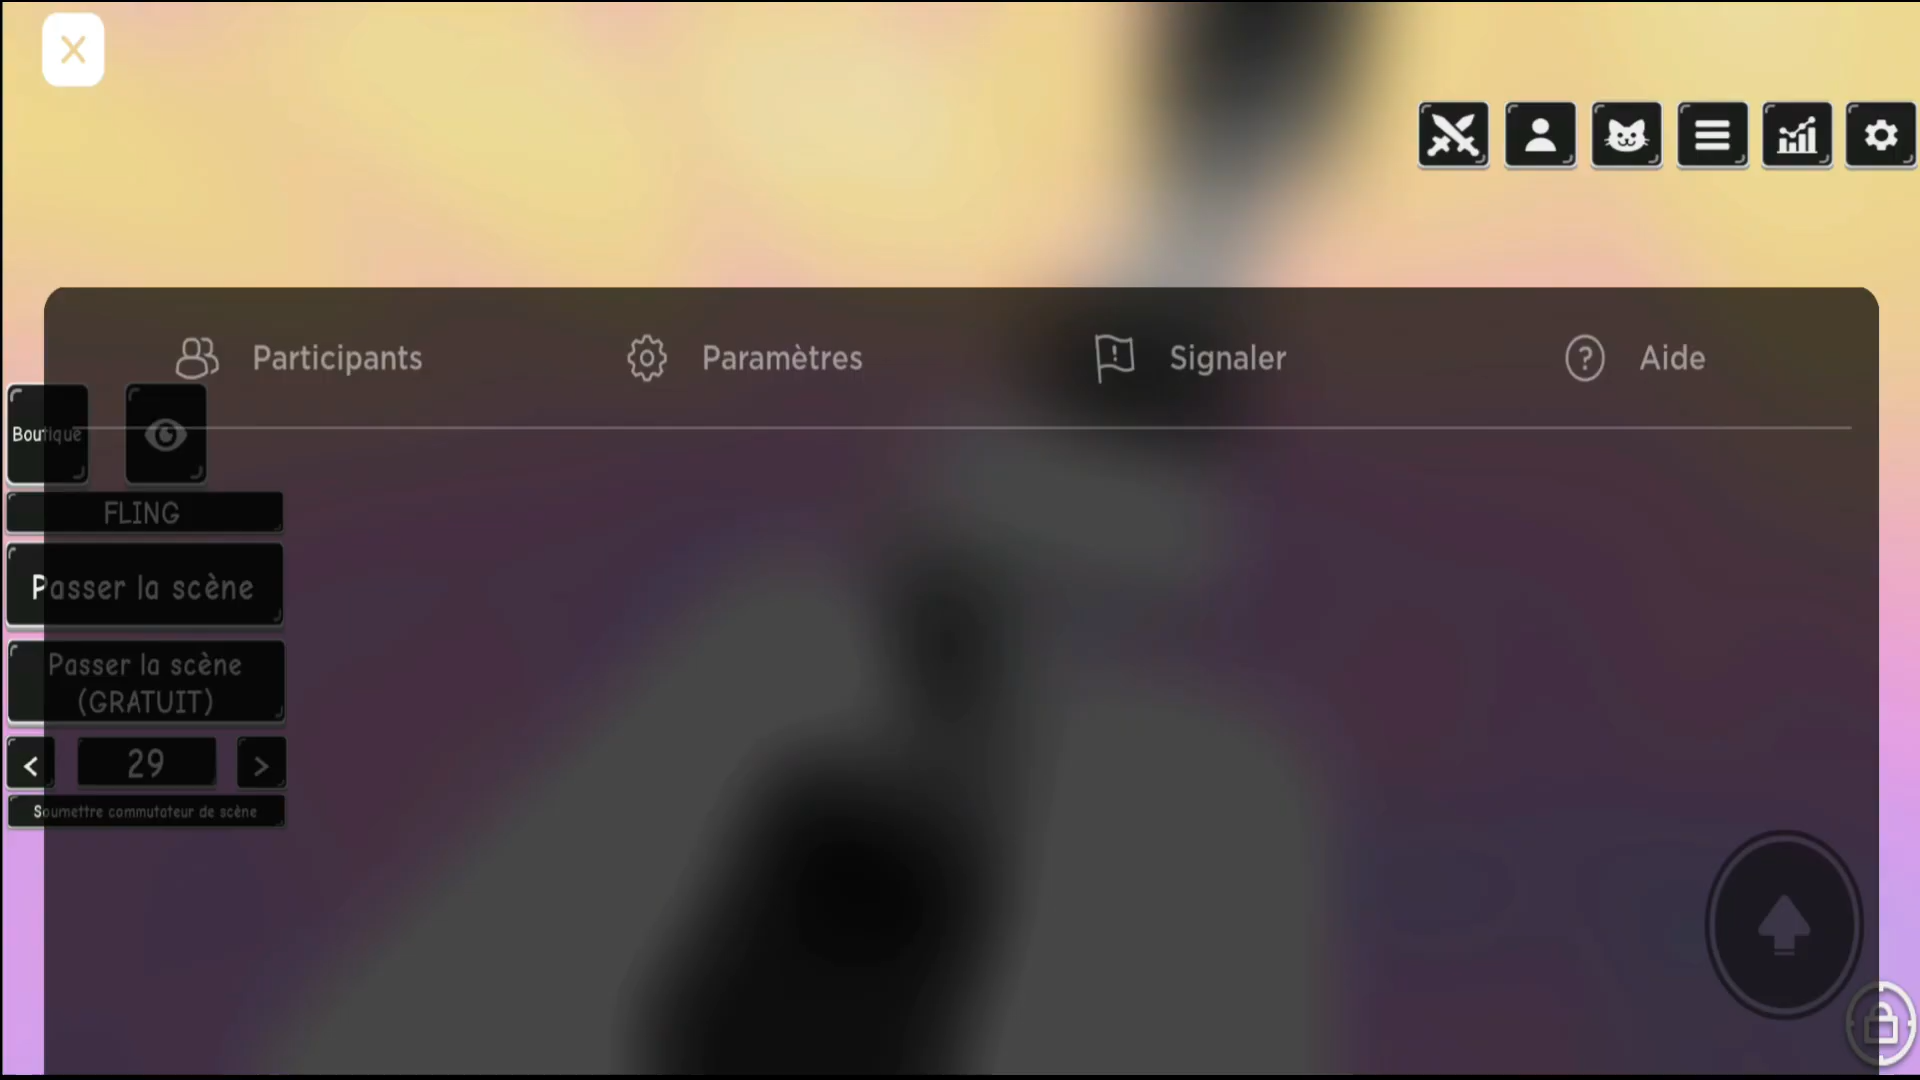 Participants
Paramètres
Signaler
Aide
Boutique
FLING
Passer la scène
Passer la scène
(GRATUIT)
< 29 >
Soumettre commutateur de scène